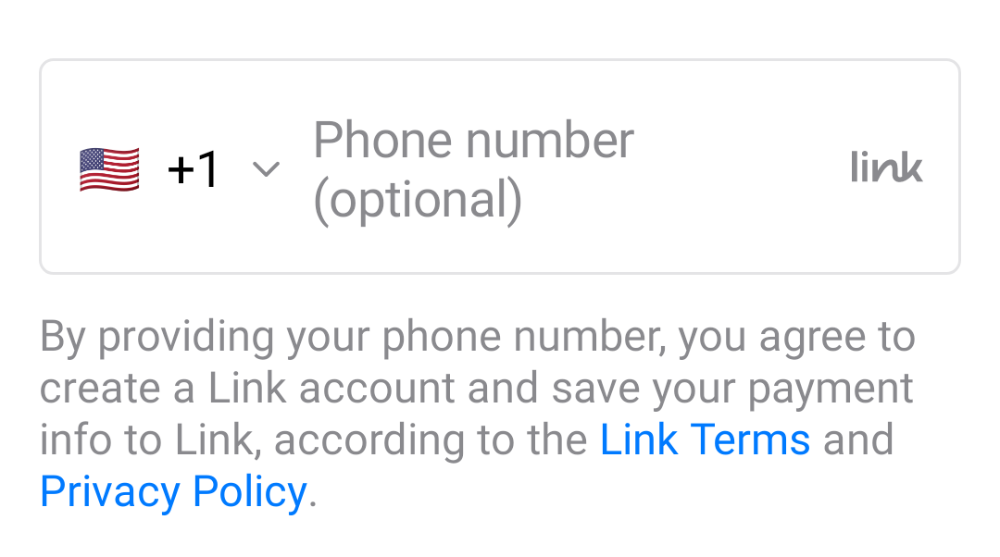 +1
Phone number
(optional)
link
By providing your phone number, you agree to
create a Link account and save your payment
info to Link, according to the Link Terms and
Privacy Policy.